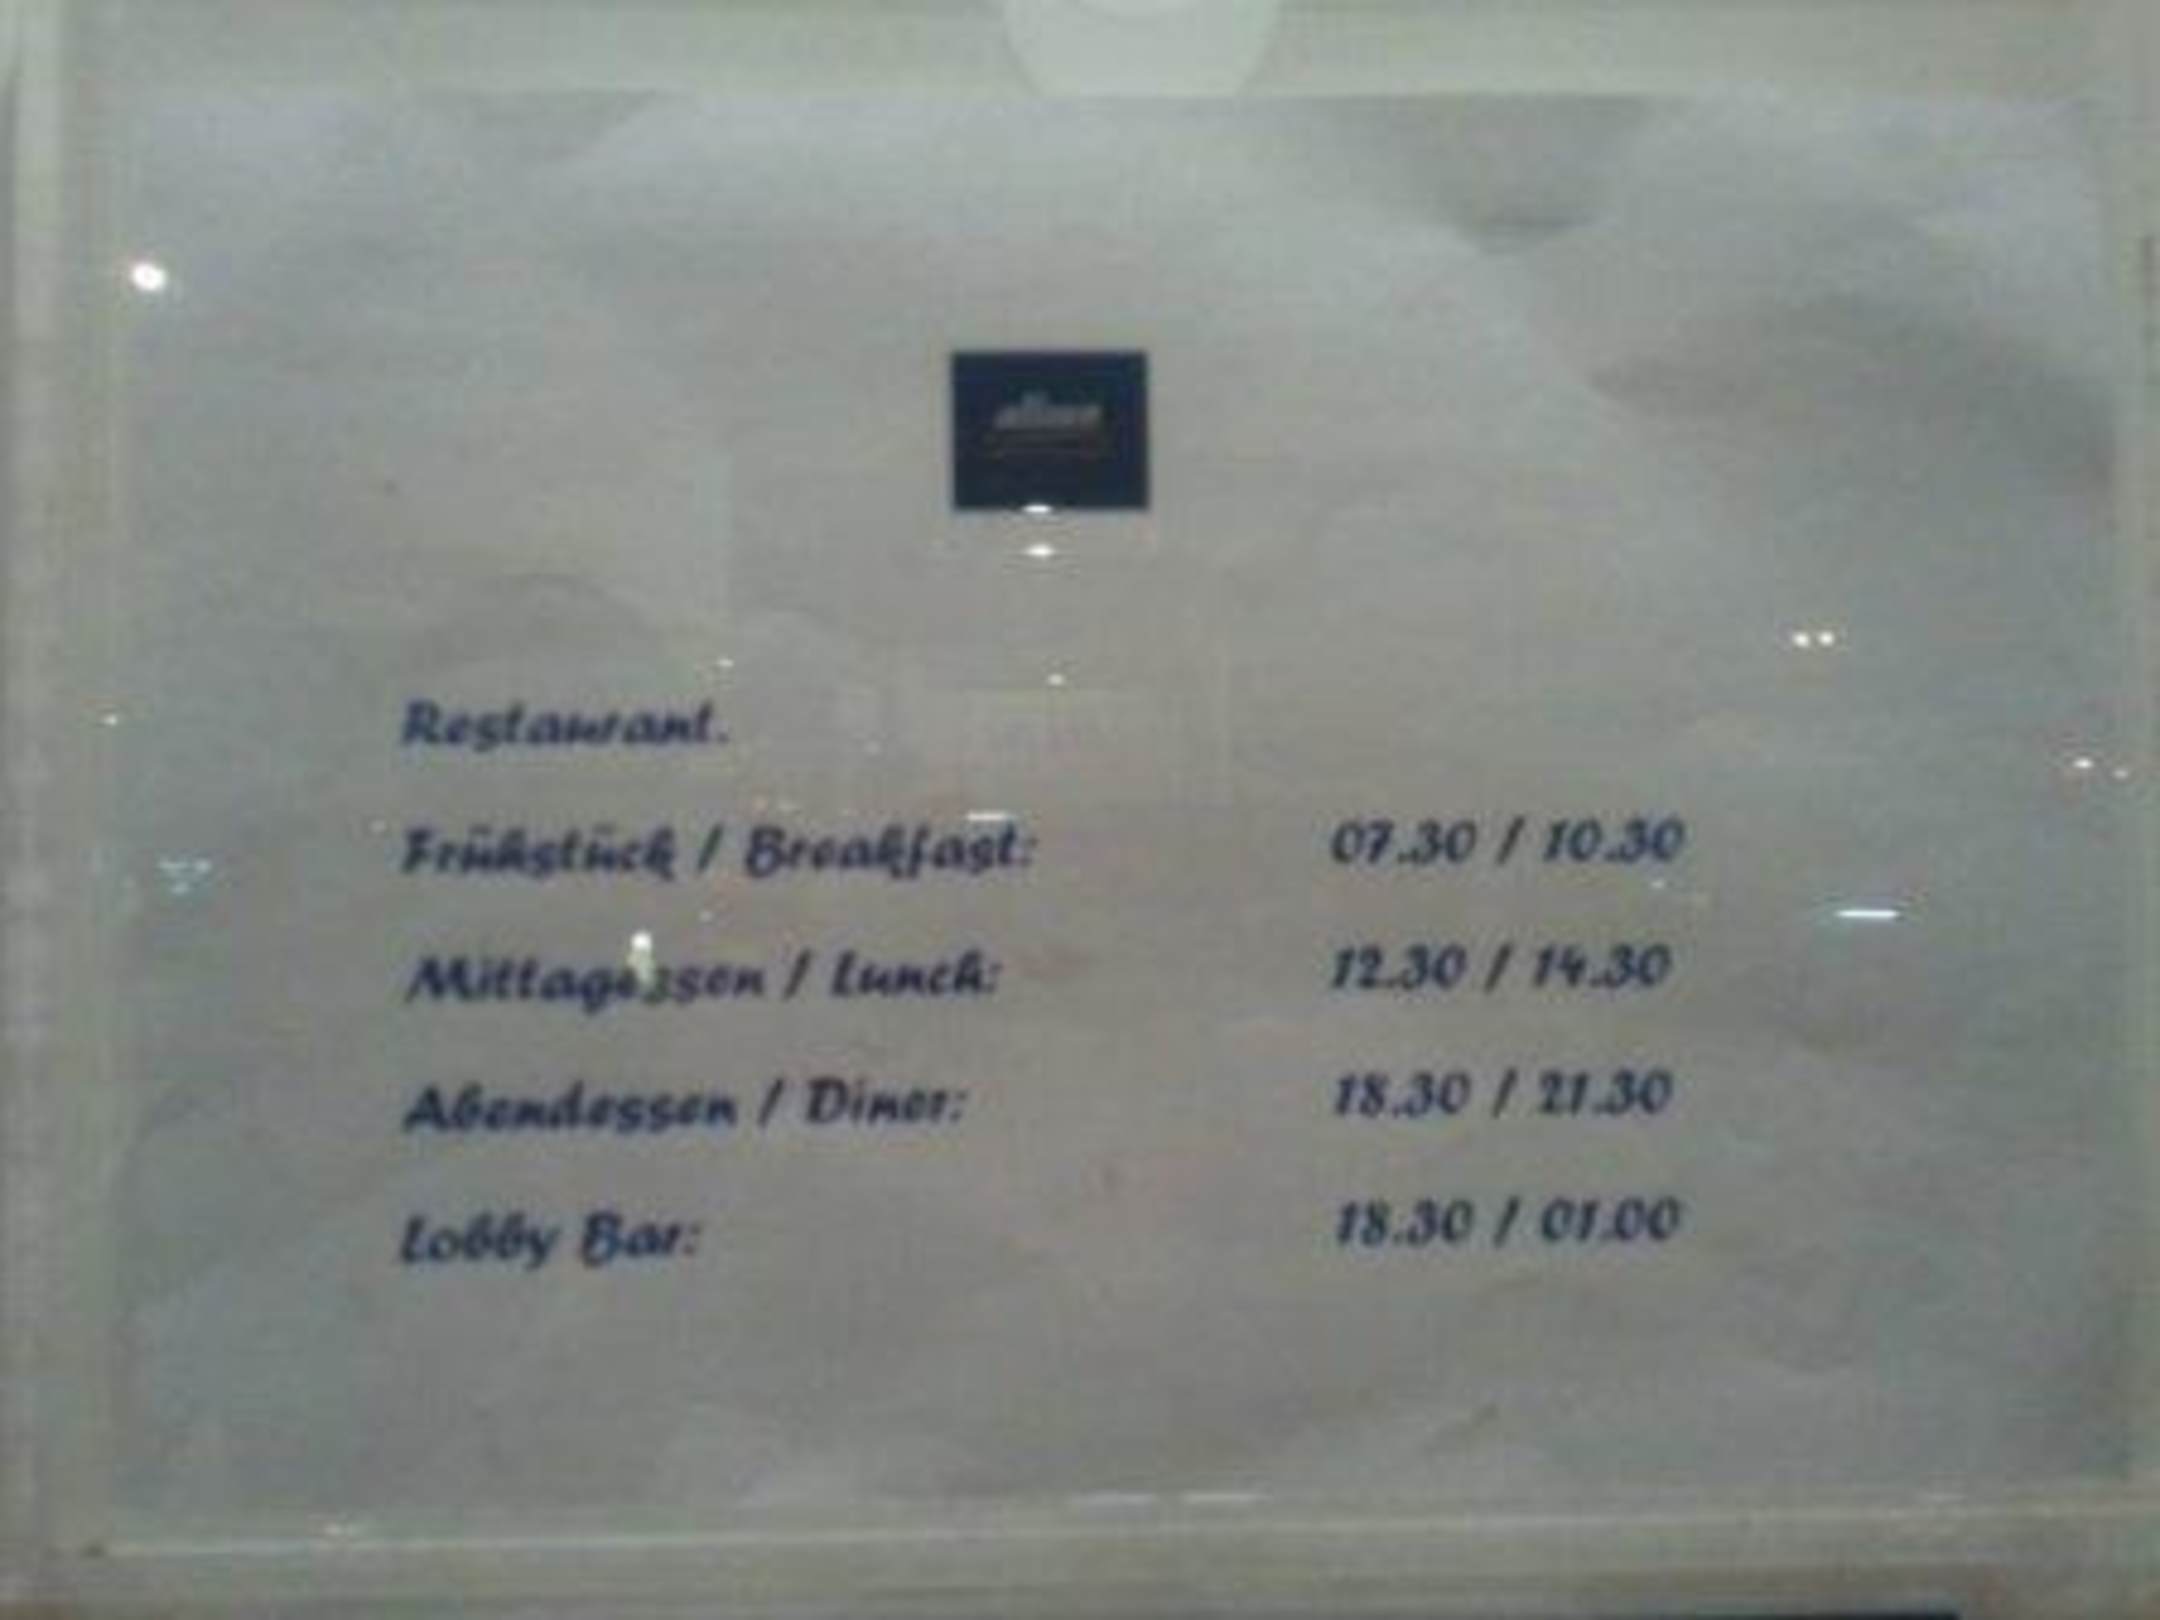 Restaurant.
Frühstück / Breakfast: 07.30 / 10.30
Mittagessen / Lunch: 12.30 / 14.30
Abendessen / Diner: 18.30 / 21.30
Lobby Bar: 18.30 / 01.00